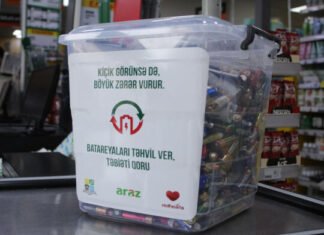 KİÇİK GÖRÜNSƏ DƏ,
BÖYÜK ZƏRƏR VURUR.
BATAREYALARI TƏHVİL VER,
TƏBİƏTİ QORU
araz